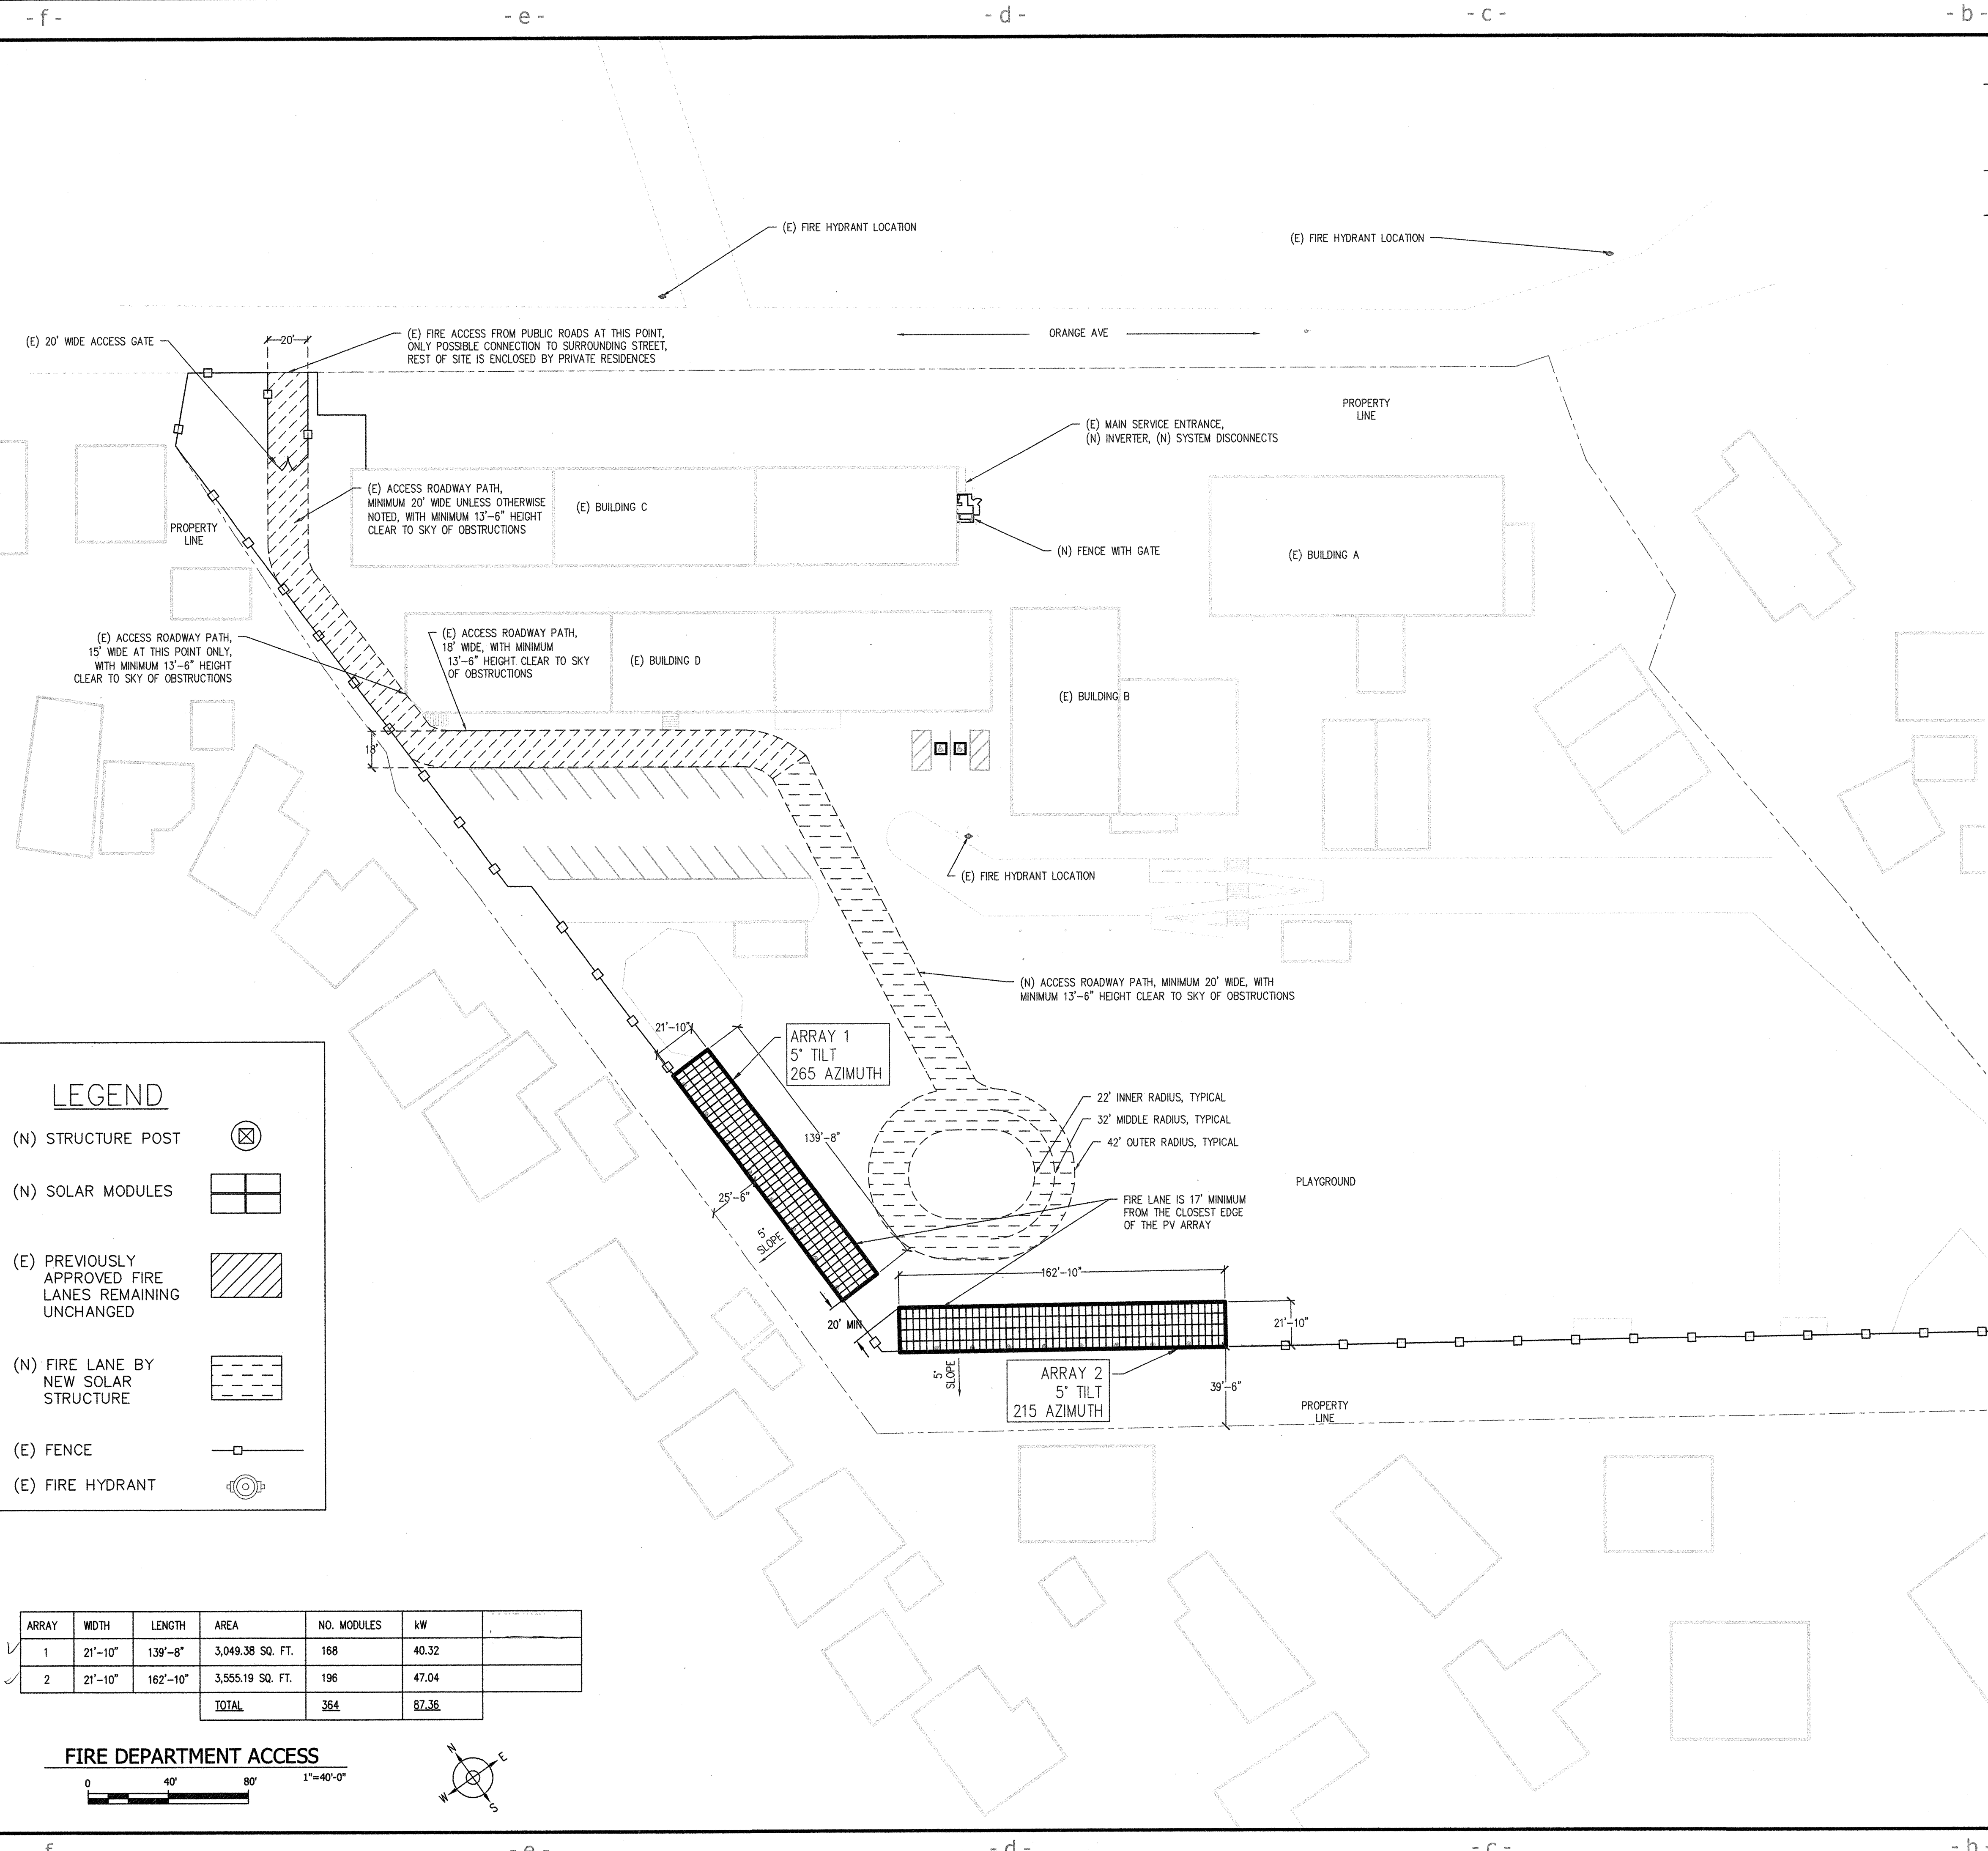 -f-
-e-
-d-
-c-
-b-
(E) FIRE HYDRANT LOCATION
(E) FIRE HYDRANT LOCATION
(E) 20' WIDE ACCESS GATE
20'
(E) FIRE ACCESS FROM PUBLIC ROADS AT THIS POINT,
ONLY POSSIBLE CONNECTION TO SURROUNDING STREET,
REST OF SITE IS ENCLOSED BY PRIVATE RESIDENCES
ORANGE AVE
PROPERTY
LINE
(E) MAIN SERVICE ENTRANCE,
(N) INVERTER, (N) SYSTEM DISCONNECTS
(E) ACCESS ROADWAY PATH,
MINIMUM 20' WIDE UNLESS OTHERWISE
NOTED, WITH MINIMUM 13'-6" HEIGHT
CLEAR TO SKY OF OBSTRUCTIONS
(E) BUILDING C
PROPERTY
LINE
(N) FENCE WITH GATE
(E) BUILDING A
(E) ACCESS ROADWAY PATH,
15' WIDE AT THIS POINT ONLY,
WITH MINIMUM 13'-6" HEIGHT
CLEAR TO SKY OF OBSTRUCTIONS
(E) ACCESS ROADWAY PATH,
18' WIDE, WITH MINIMUM
13'-6" HEIGHT CLEAR TO SKY
OF OBSTRUCTIONS
(E) BUILDING D
(E) BUILDING B
18'
(E) FIRE HYDRANT LOCATION
(N) ACCESS ROADWAY PATH, MINIMUM 20' WIDE, WITH
MINIMUM 13'-6" HEIGHT CLEAR TO SKY OF OBSTRUCTIONS
21'-10"
ARRAY 1
5° TILT
265 AZIMUTH
139'-8"
22' INNER RADIUS, TYPICAL
32' MIDDLE RADIUS, TYPICAL
42' OUTER RADIUS, TYPICAL
PLAYGROUND
25'-6"
5°
SLOPE
FIRE LANE IS 17' MINIMUM
FROM THE CLOSEST EDGE
OF THE PV ARRAY
162'-10"
20' MIN
21'-10"
5°
SLOPE
ARRAY 2
5° TILT
215 AZIMUTH
39'-6"
PROPERTY
LINE
LEGEND
(N) STRUCTURE POST
(N) SOLAR MODULES
(E) PREVIOUSLY
APPROVED FIRE
LANES REMAINING
UNCHANGED
(N) FIRE LANE BY
NEW SOLAR
STRUCTURE
(E) FENCE
(E) FIRE HYDRANT
ARRAY WIDTH LENGTH AREA NO. MODULES kW
1 21'-10" 139'-8" 3,049.38 SQ. FT. 168 40.32
2 21'-10" 162'-10" 3,555.19 SQ. FT. 196 47.04
TOTAL 364 87.36
FIRE DEPARTMENT ACCESS
0 40' 80' 1"=40'-0"
N
E
W
S
-d-
-c-